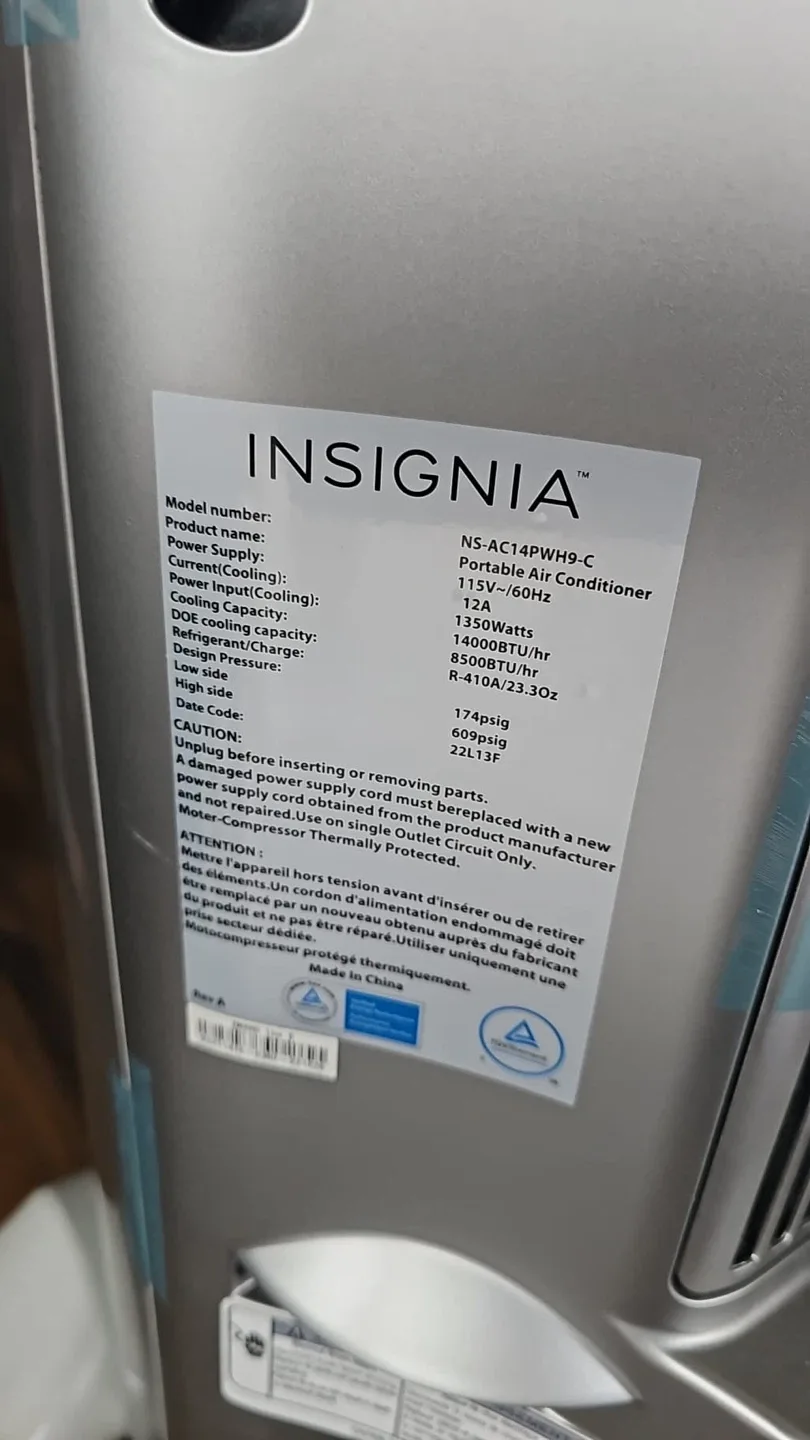 INSIGNIA™
Model number: NS-AC14PWH9-C
Product name: Portable Air Conditioner
Power Supply: 115V~/60Hz
Current(Cooling): 12A
Power Input(Cooling): 1350Watts
Cooling Capacity: 14000BTU/hr
DOE cooling capacity: 8500BTU/hr
Refrigerant/Charge: R-410A/23.3Oz
Design Pressure:
Low side 174psig
High side 609psig
Date Code: 22L13F
CAUTION:
Unplug before inserting or removing parts.
A damaged power supply cord must bereplaced with a new
power supply cord obtained from the product manufacturer
and not repaired.Use on single Outlet Circuit Only.
Moter-Compressor Thermally Protected.
ATTENTION :
Mettre l'appareil hors tension avant d'insérer ou de retirer
des éléments.Un cordon d'alimentation endommagé doit
être remplacé par un nouveau obtenu auprès du fabricant
du produit et ne pas être réparé.Utiliser uniquement une
prise secteur dédiée.
Motocompresseur protégé thermiquement.
Made in China
Rev A